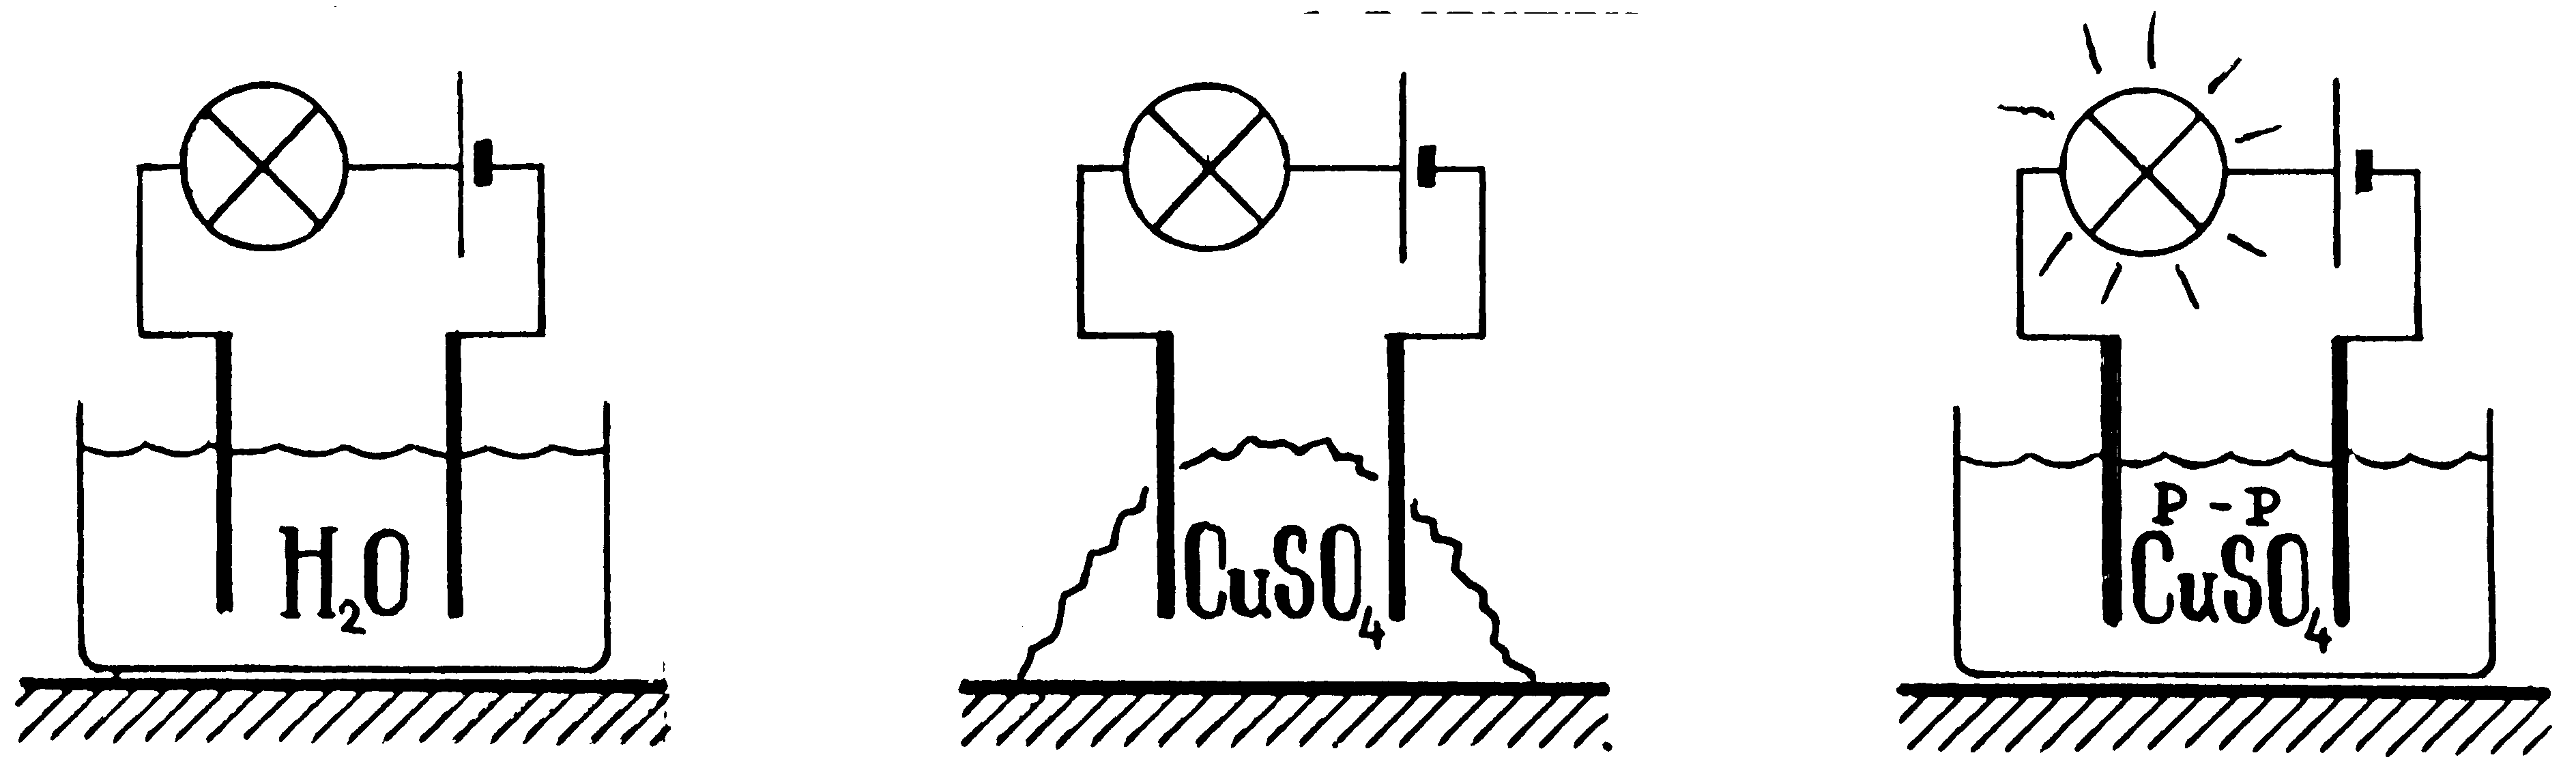 H₂O
CuSO₄
р-р
CuSO₄